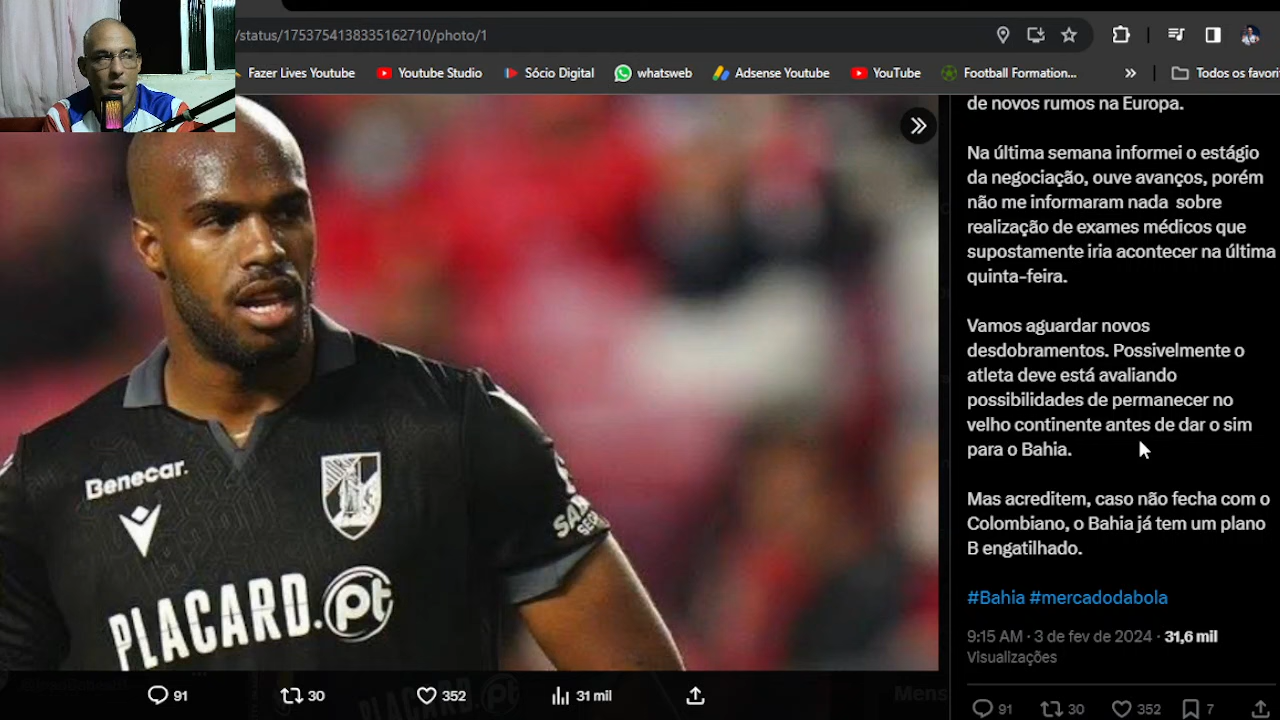 /status/1753754138335162710/photo/1
Fazer Lives Youtube
Youtube Studio
Sócio Digital
whatsweb
Adsense Youtube
YouTube
Football Formation...
Todos os favori
de novos rumos na Europa.
Na última semana informei o estágio
da negociação, ouve avanços, porém
não me informaram nada sobre
realização de exames médicos que
supostamente iria acontecer na última
quinta-feira.
Vamos aguardar novos
desdobramentos. Possivelmente o
atleta deve está avaliando
possibilidades de permanecer no
velho continente antes de dar o sim
para o Bahia.
Mas acreditem, caso não fecha com o
Colombiano, o Bahia já tem um plano
B engatilhado.
#Bahia #mercadodabola
9:15 AM · 3 de fev de 2024 · 31,6 mil
Visualizações
91 30 352 7
Benecar.
PLACARD.pt
91 30 352 31 mil